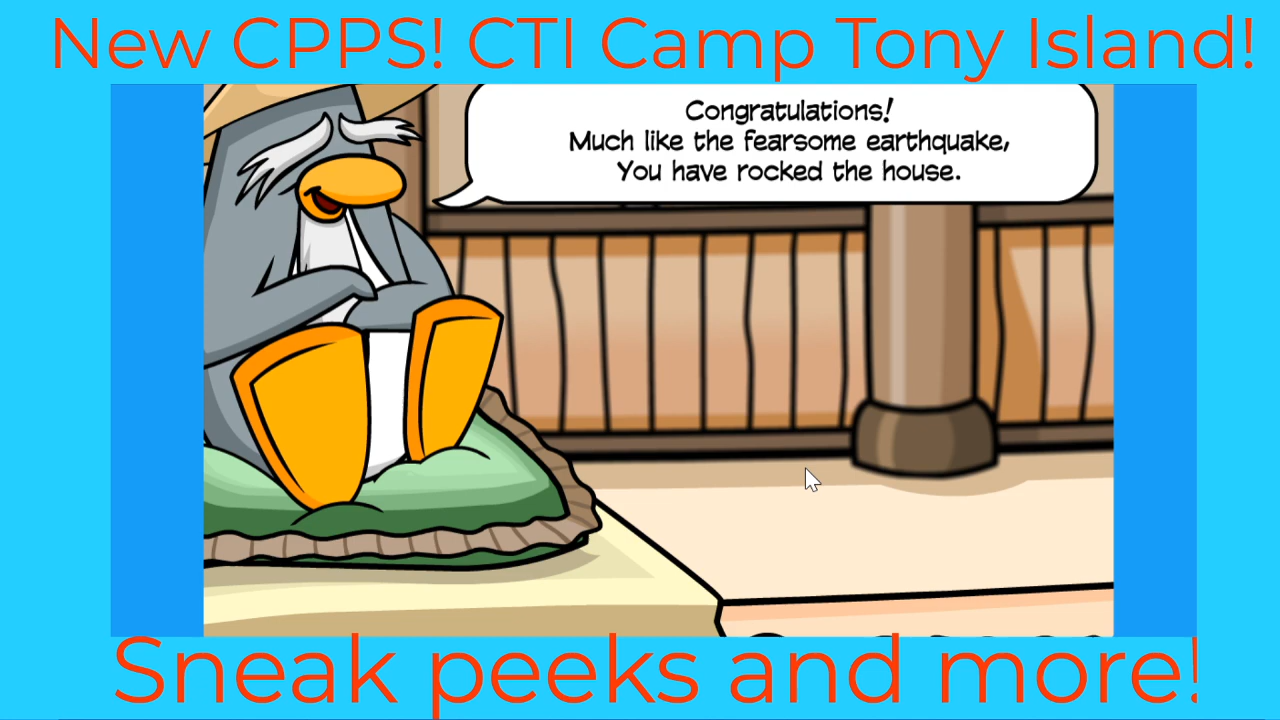 New CPPS! CTI Camp Tony Island!
Congratulations!
Much like the fearsome earthquake,
You have rocked the house.
Sneak peeks and more!